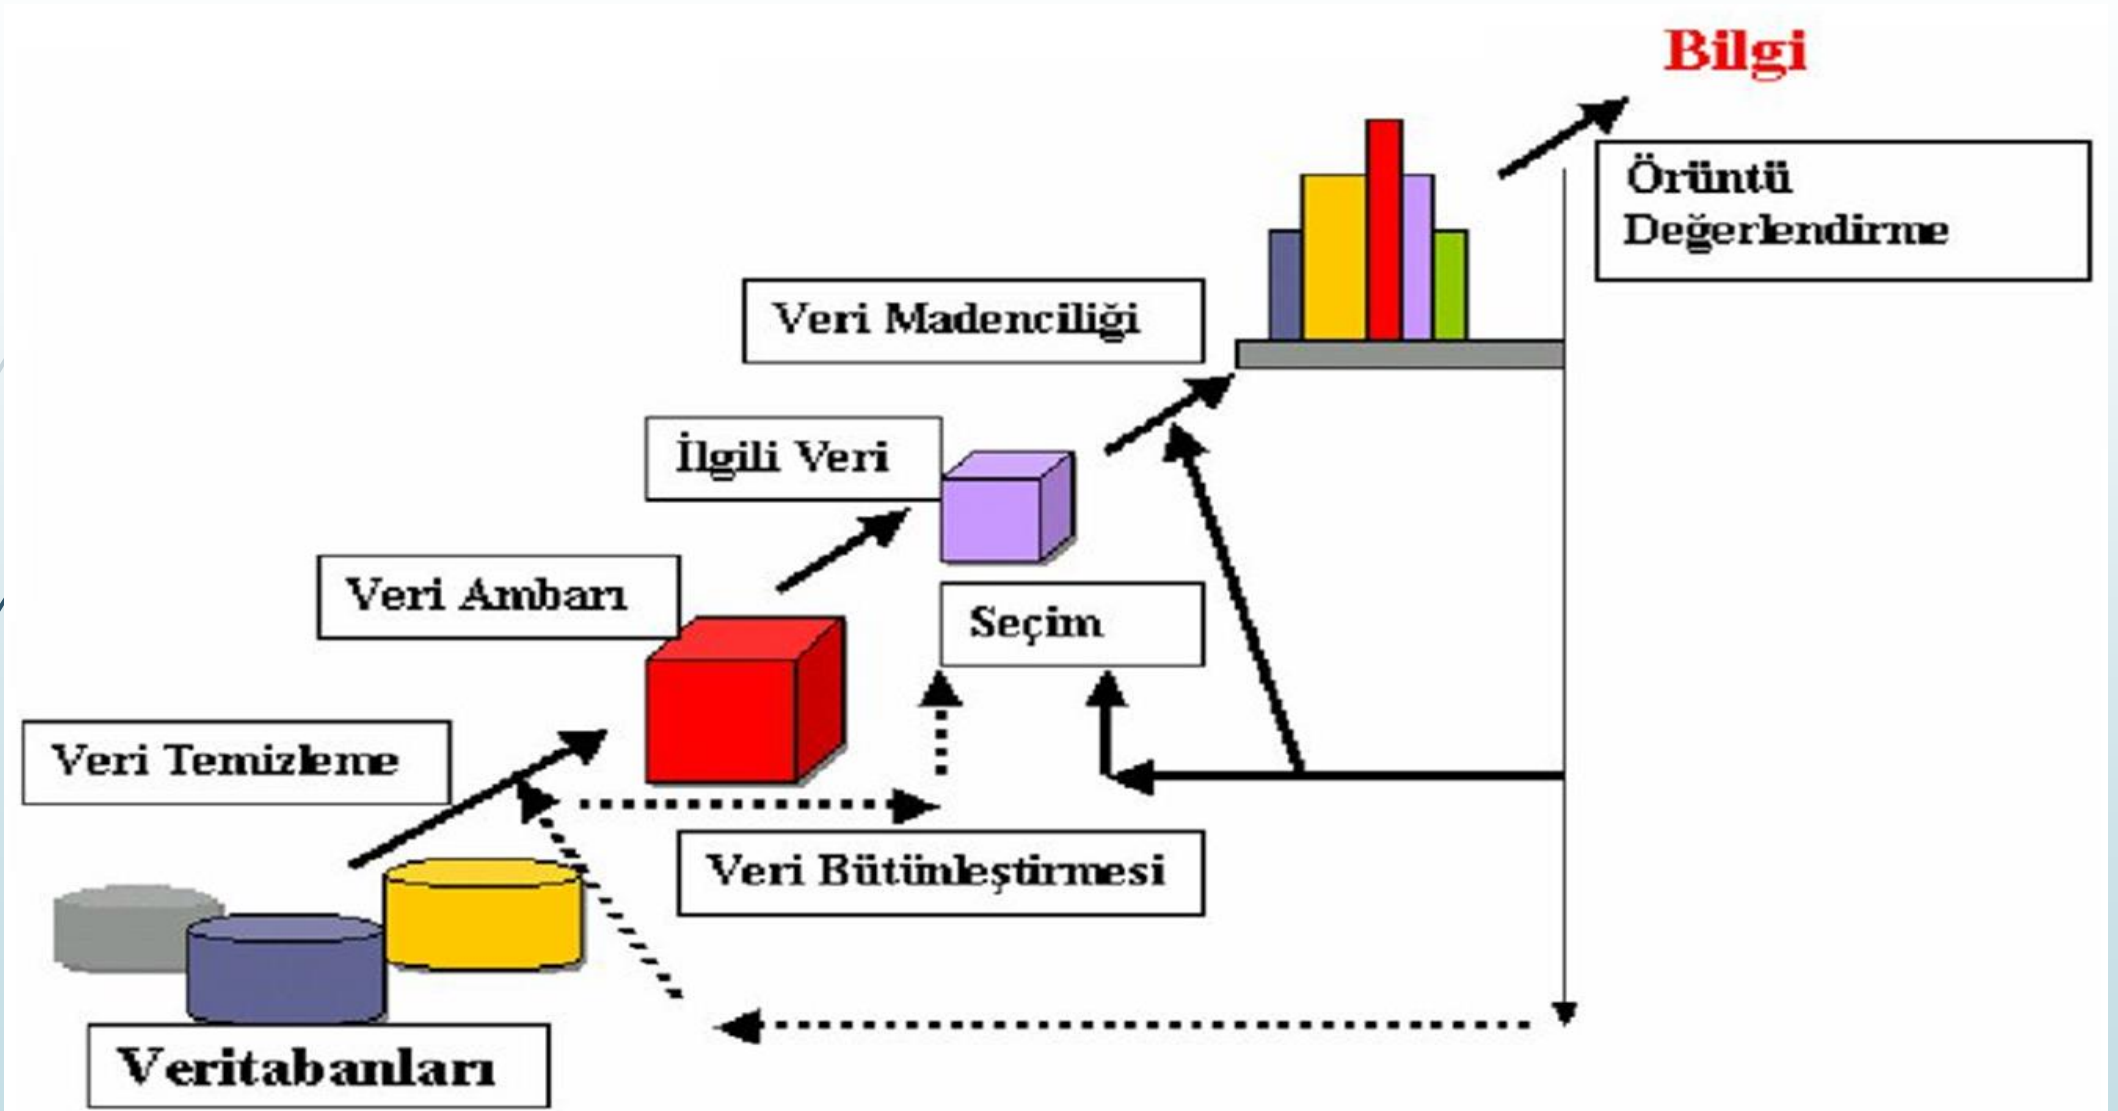 Bilgi
Örüntü
Değerlendirme
Veri Madenciliği
İlgili Veri
Veri Ambarı
Seçim
Veri Temizleme
Veri Bütünleştirmesi
Veritabanları